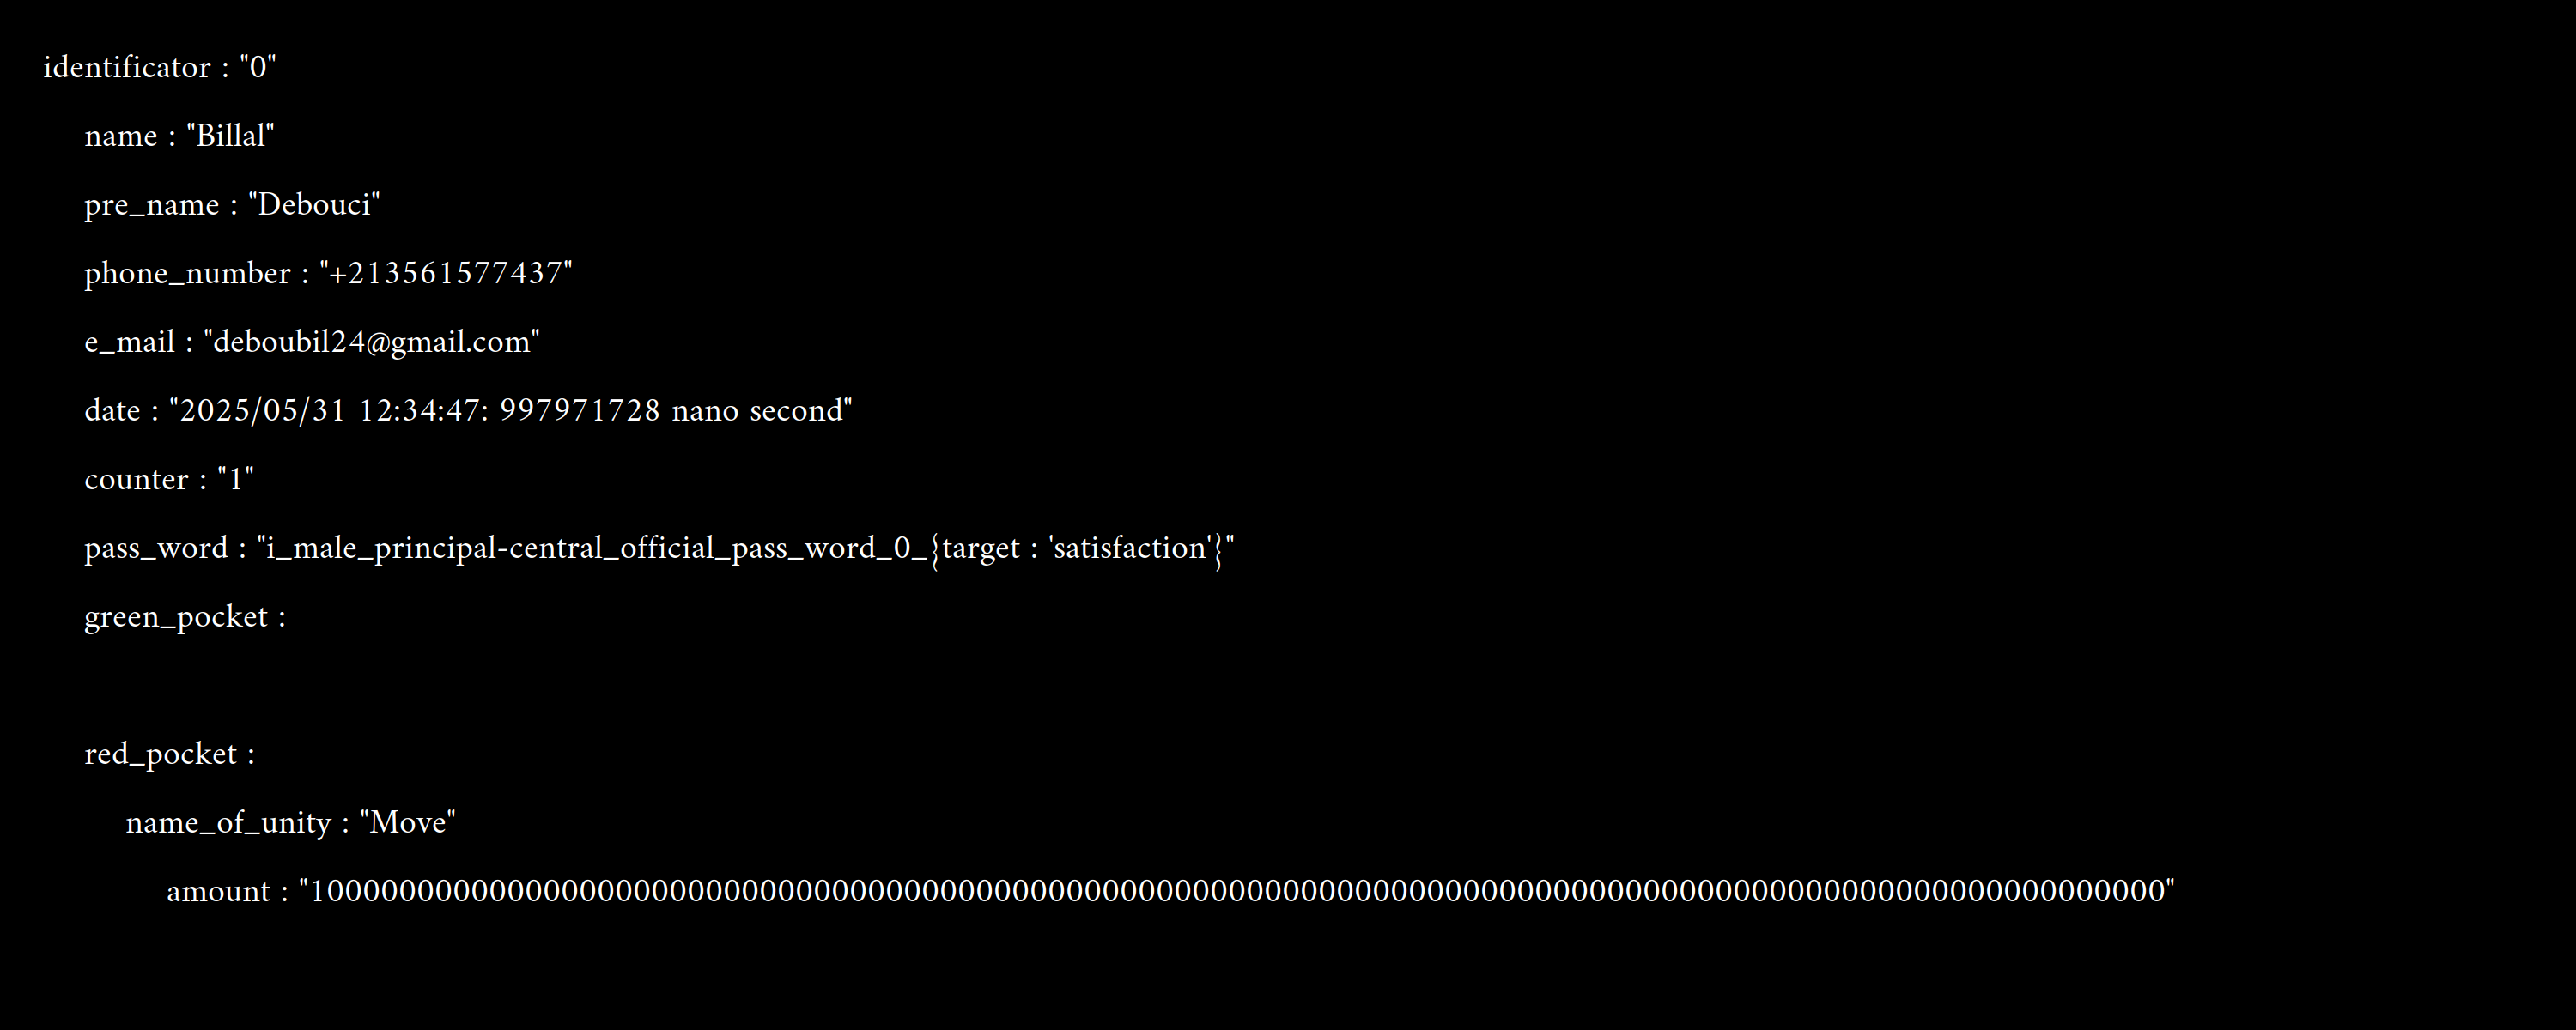 identificator : "0"
name : "Billal"
pre_name : "Debouci"
phone_number : "+213561577437"
e_mail : "deboubil24@gmail.com"
date : "2025/05/31 12:34:47: 997971728 nano second"
counter : "1"
pass_word : "i_male_principal-central_official_pass_word_0_{target : 'satisfaction'}"
green_pocket :
red_pocket :
name_of_unity : "Move"
amount : "1000000000000000000000000000000000000000000000000000000000000000000000000000000000000000000000000000000"